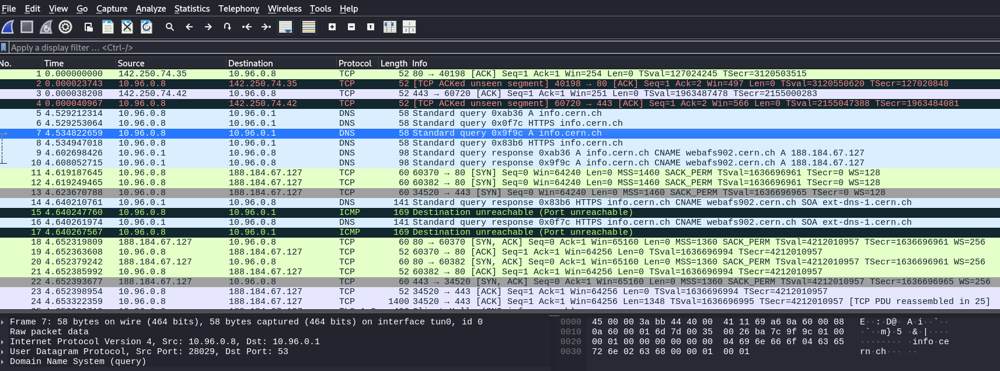 File Edit View Go Capture Analyze Statistics Telephony Wireless Tools Help
Apply a display filter … <Ctrl-/>
No. Time Source Destination Protocol Length Info
1 0.000000000 142.250.74.35 10.96.0.8 TCP 52 80 → 40198 [ACK] Seq=1 Ack=1 Win=254 Len=0 TSval=127024245 TSecr=3120503515
2 0.000023743 10.96.0.8 142.250.74.35 TCP 52 [TCP ACKed unseen segment] 40198 → 80 [ACK] Seq=1 Ack=2 Win=497 Len=0 TSval=3120550620 TSecr=127020848
3 0.000038208 142.250.74.42 10.96.0.8 TCP 52 443 → 60720 [ACK] Seq=1 Ack=1 Win=251 Len=0 TSval=1963487478 TSecr=2155000283
4 0.000040967 10.96.0.8 142.250.74.42 TCP 52 [TCP ACKed unseen segment] 60720 → 443 [ACK] Seq=1 Ack=2 Win=566 Len=0 TSval=2155047388 TSecr=1963484081
5 4.529212314 10.96.0.8 10.96.0.1 DNS 58 Standard query 0xab36 A info.cern.ch
6 4.529253064 10.96.0.8 10.96.0.1 DNS 58 Standard query 0x0f7c HTTPS info.cern.ch
7 4.534822659 10.96.0.8 10.96.0.1 DNS 58 Standard query 0x9f9c A info.cern.ch
8 4.534947018 10.96.0.8 10.96.0.1 DNS 58 Standard query 0x83b6 HTTPS info.cern.ch
9 4.602698426 10.96.0.1 10.96.0.8 DNS 98 Standard query response 0xab36 A info.cern.ch CNAME webafs902.cern.ch A 188.184.67.127
10 4.608052715 10.96.0.1 10.96.0.8 DNS 98 Standard query response 0x9f9c A info.cern.ch CNAME webafs902.cern.ch A 188.184.67.127
11 4.619187645 10.96.0.8 188.184.67.127 TCP 60 60370 → 80 [SYN] Seq=0 Win=64240 Len=0 MSS=1460 SACK_PERM TSval=1636696961 TSecr=0 WS=128
12 4.619249465 10.96.0.8 188.184.67.127 TCP 60 60382 → 80 [SYN] Seq=0 Win=64240 Len=0 MSS=1460 SACK_PERM TSval=1636696961 TSecr=0 WS=128
13 4.623670788 10.96.0.8 188.184.67.127 TCP 60 34520 → 443 [SYN] Seq=0 Win=64240 Len=0 MSS=1460 SACK_PERM TSval=1636696965 TSecr=0 WS=128
14 4.640210761 10.96.0.1 10.96.0.8 DNS 141 Standard query response 0x83b6 HTTPS info.cern.ch CNAME webafs902.cern.ch SOA ext-dns-1.cern.ch
15 4.640247760 10.96.0.8 10.96.0.1 ICMP 169 Destination unreachable (Port unreachable)
16 4.640261974 10.96.0.1 10.96.0.8 DNS 141 Standard query response 0x0f7c HTTPS info.cern.ch CNAME webafs902.cern.ch SOA ext-dns-1.cern.ch
17 4.640267567 10.96.0.8 10.96.0.1 ICMP 169 Destination unreachable (Port unreachable)
18 4.652319809 188.184.67.127 10.96.0.8 TCP 60 80 → 60370 [SYN, ACK] Seq=0 Ack=1 Win=65160 Len=0 MSS=1360 SACK_PERM TSval=4212010957 TSecr=1636696961 WS=256
19 4.652363608 10.96.0.8 188.184.67.127 TCP 52 60370 → 80 [ACK] Seq=1 Ack=1 Win=64256 Len=0 TSval=1636696994 TSecr=4212010957
20 4.652379242 188.184.67.127 10.96.0.8 TCP 60 80 → 60382 [SYN, ACK] Seq=0 Ack=1 Win=65160 Len=0 MSS=1360 SACK_PERM TSval=4212010957 TSecr=1636696961 WS=256
21 4.652385992 10.96.0.8 188.184.67.127 TCP 52 60382 → 80 [ACK] Seq=1 Ack=1 Win=64256 Len=0 TSval=1636696994 TSecr=4212010957
22 4.652393677 188.184.67.127 10.96.0.8 TCP 60 443 → 34520 [SYN, ACK] Seq=0 Ack=1 Win=65160 Len=0 MSS=1360 SACK_PERM TSval=4212010957 TSecr=1636696965 WS=256
23 4.652398954 10.96.0.8 188.184.67.127 TCP 52 34520 → 443 [ACK] Seq=1 Ack=1 Win=64256 Len=0 TSval=1636696994 TSecr=4212010957
24 4.653322359 10.96.0.8 188.184.67.127 TCP 1400 34520 → 443 [ACK] Seq=1 Ack=1 Win=64256 Len=1348 TSval=1636696995 TSecr=4212010957 [TCP PDU reassembled in 25]
Frame 7: 58 bytes on wire (464 bits), 58 bytes captured (464 bits) on interface tun0, id 0
Raw packet data
Internet Protocol Version 4, Src: 10.96.0.8, Dst: 10.96.0.1
User Datagram Protocol, Src Port: 28029, Dst Port: 53
Domain Name System (query)
0000 45 00 00 3a bb 44 40 00 41 11 69 a6 0a 60 00 08 E··:·D@·A·i··`··
0010 0a 60 00 01 6d 7d 00 35 00 26 ba 7c 9f 9c 01 00 ·`··m}·5·&·|····
0020 00 01 00 00 00 00 00 00 04 69 6e 66 6f 04 63 65 ·········info·ce
0030 72 6e 02 63 68 00 00 01 00 01 rn·ch·····